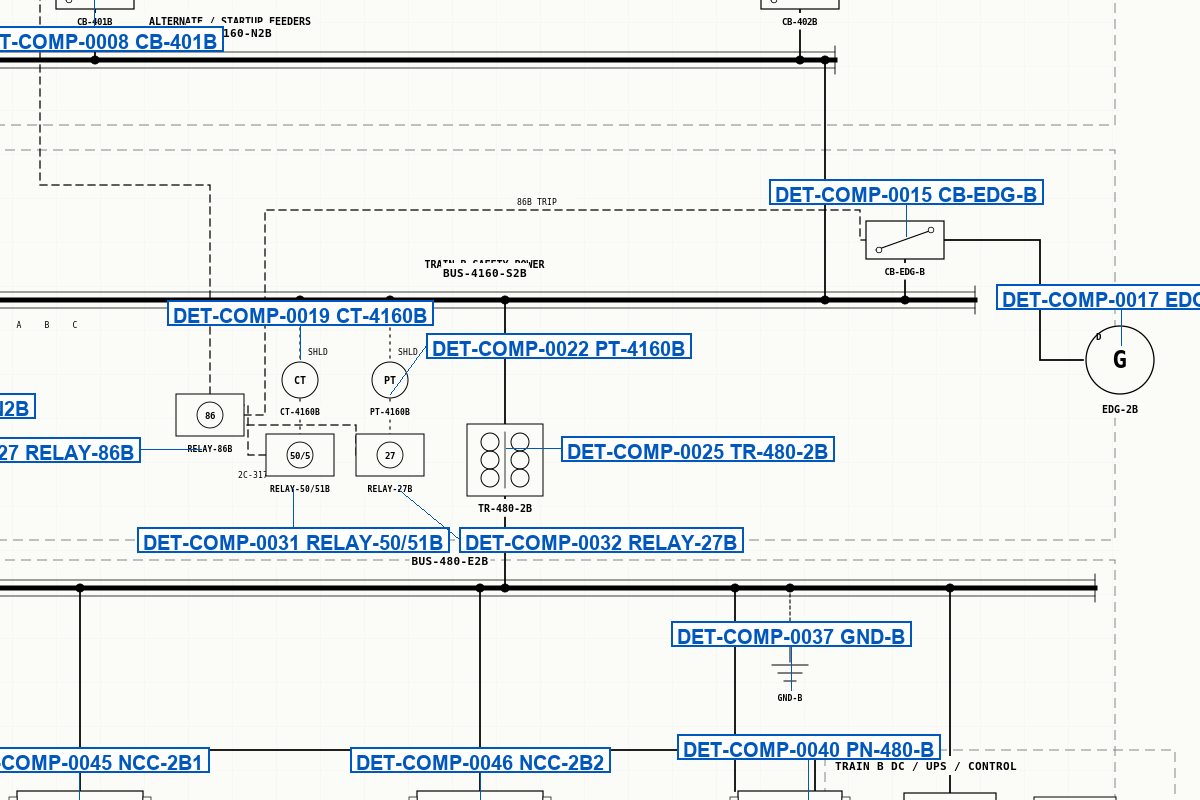 CB-401B
ALTERNATE / STARTUP FEEDERS
CB-402B
160-N2B
T-COMP-0008 CB-401B
DET-COMP-0015 CB-EDG-B
86B TRIP
TRAIN B SAFETY POWER
BUS-4160-S2B
CB-EDG-B
DET-COMP-0017 EDG
DET-COMP-0019 CT-4160B
A B C
D
G
SHLD
SHLD
DET-COMP-0022 PT-4160B
CT
PT
EDG-2B
N2B
86
CT-4160B
PT-4160B
27 RELAY-86B
RELAY-86B
50/5
27
DET-COMP-0025 TR-480-2B
2C-317
RELAY-50/51B
RELAY-27B
TR-480-2B
DET-COMP-0031 RELAY-50/51B
DET-COMP-0032 RELAY-27B
BUS-480-E2B
DET-COMP-0037 GND-B
GND-B
-COMP-0045 NCC-2B1
DET-COMP-0046 NCC-2B2
DET-COMP-0040 PN-480-B
TRAIN B DC / UPS / CONTROL